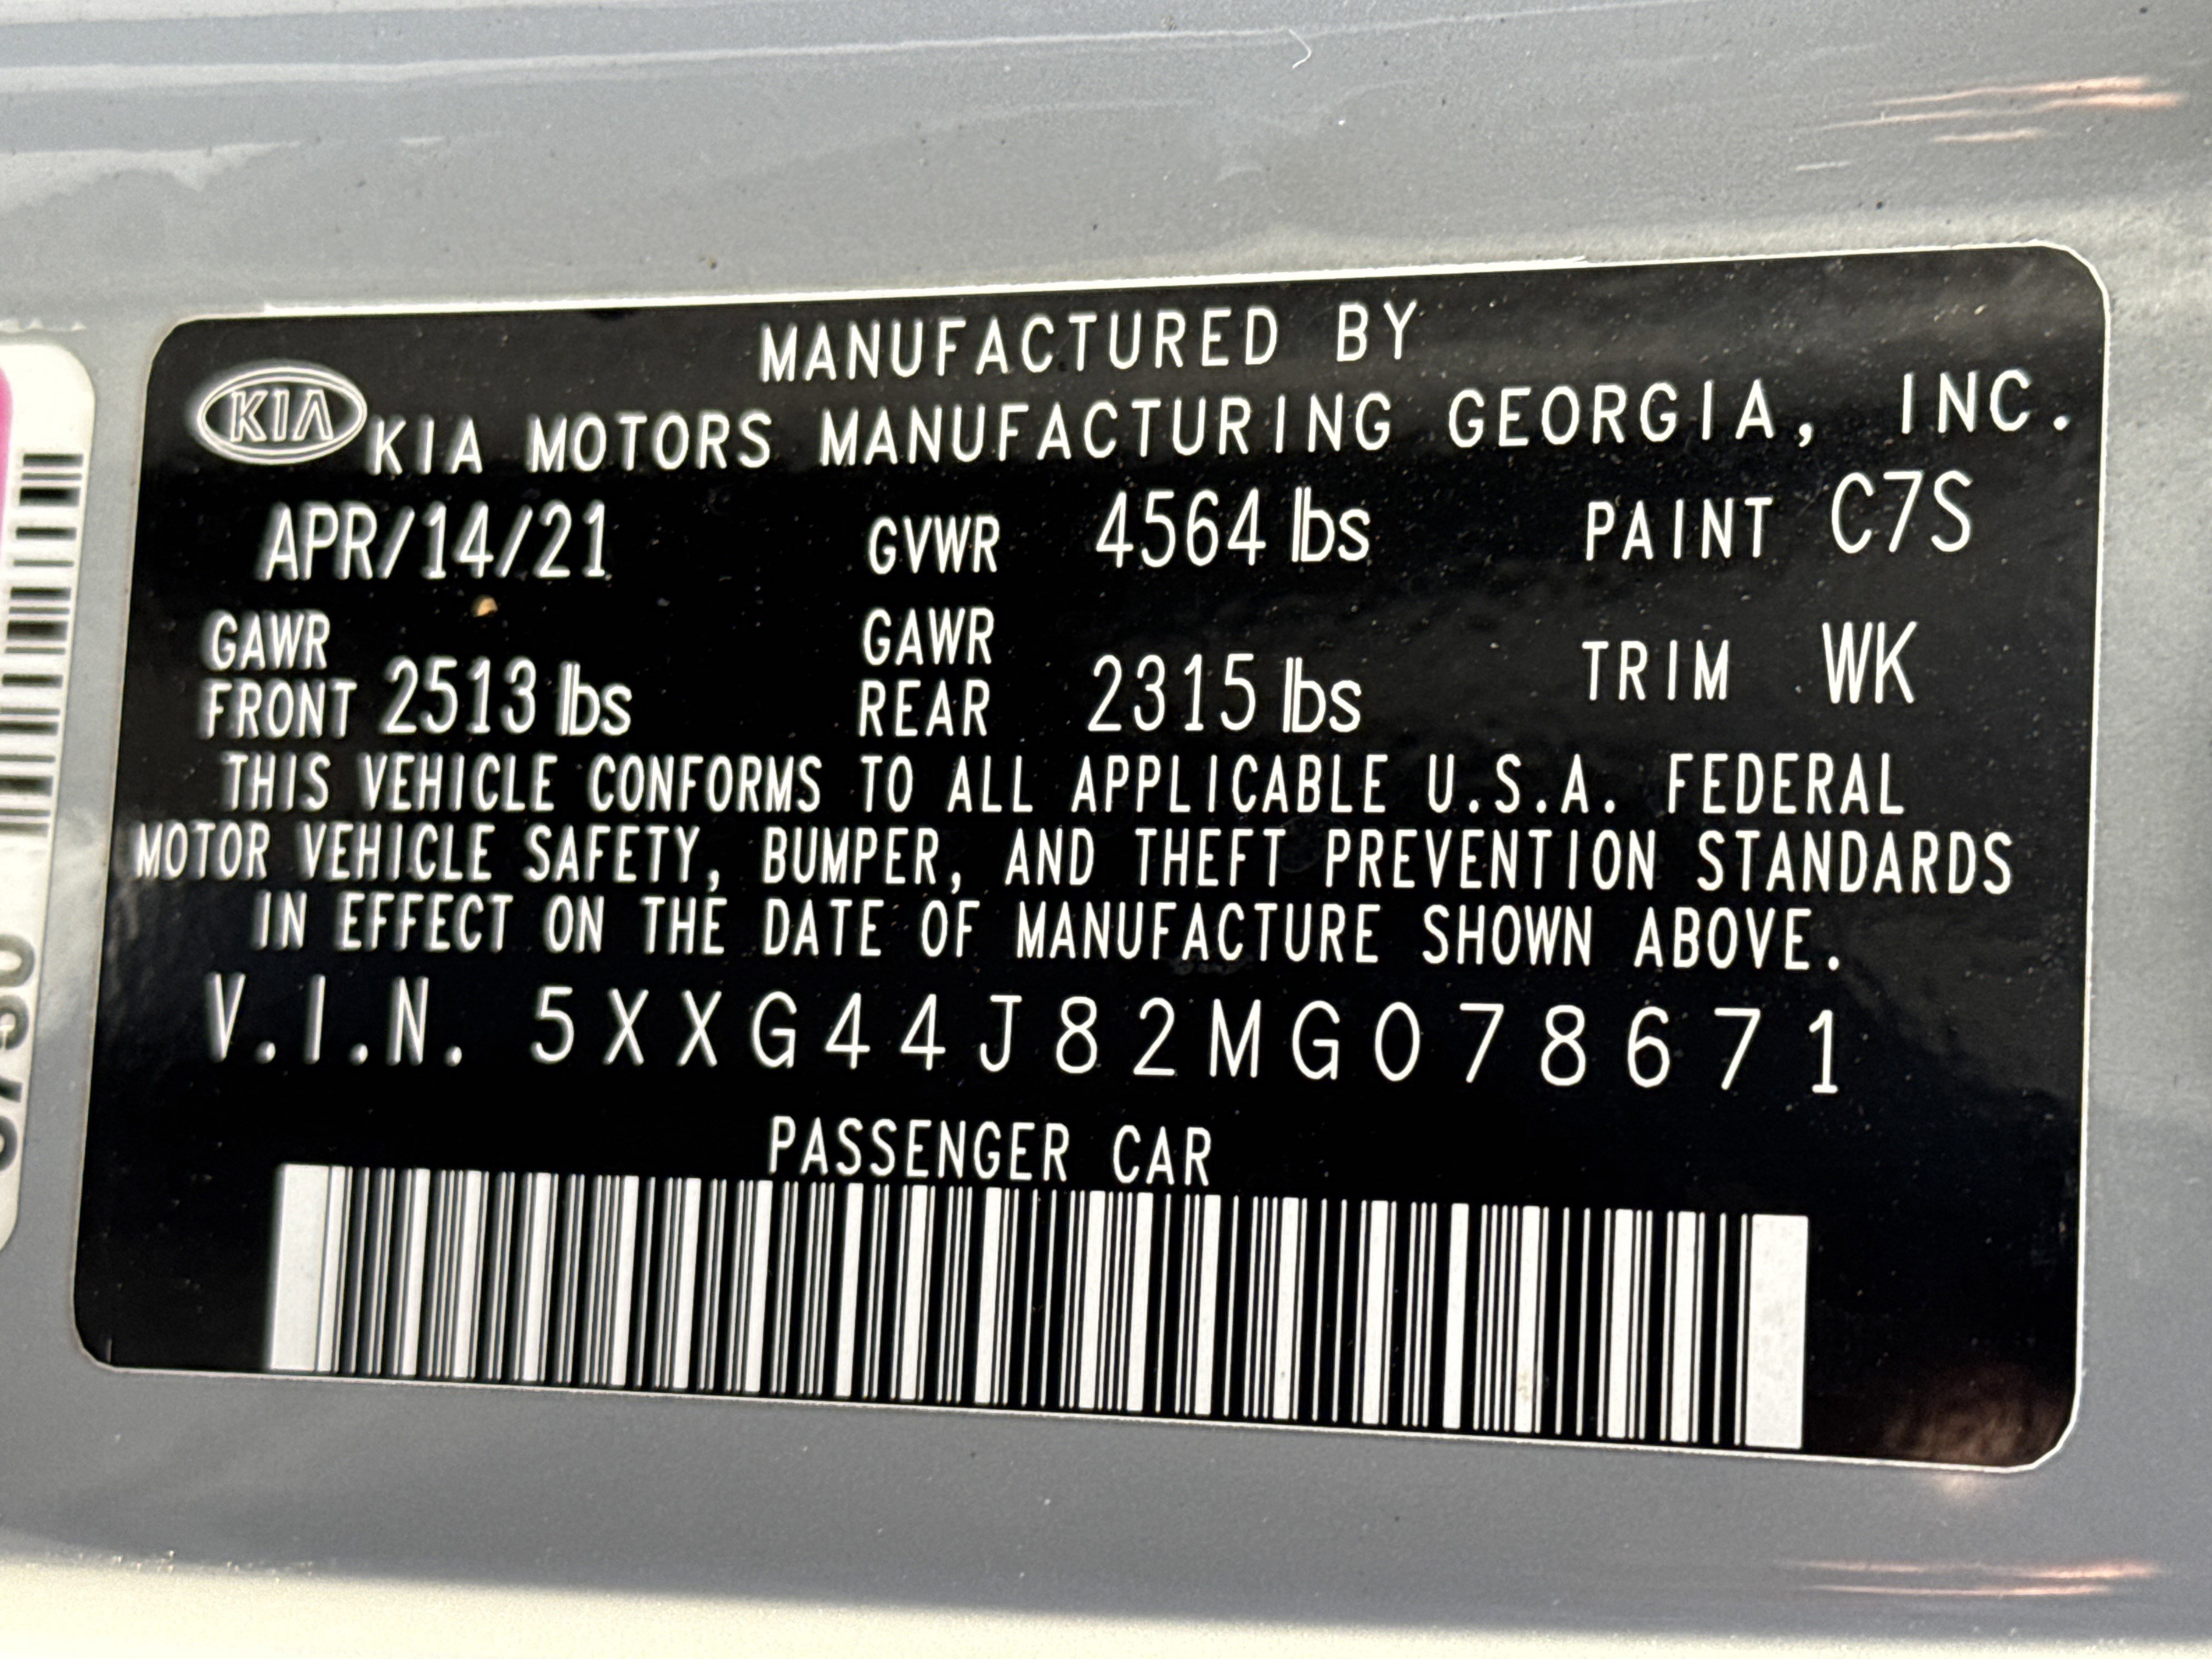 MANUFACTURED BY
KIA KIA MOTORS MANUFACTURING GEORGIA, INC.
APR/14/21 GVWR 4564 lbs PAINT C7S
GAWR FRONT 2513 lbs GAWR REAR 2315 lbs TRIM WK
THIS VEHICLE CONFORMS TO ALL APPLICABLE U.S.A. FEDERAL
MOTOR VEHICLE SAFETY, BUMPER, AND THEFT PREVENTION STANDARDS
IN EFFECT ON THE DATE OF MANUFACTURE SHOWN ABOVE.
V.I.N. 5XXG44J82MG078671
PASSENGER CAR